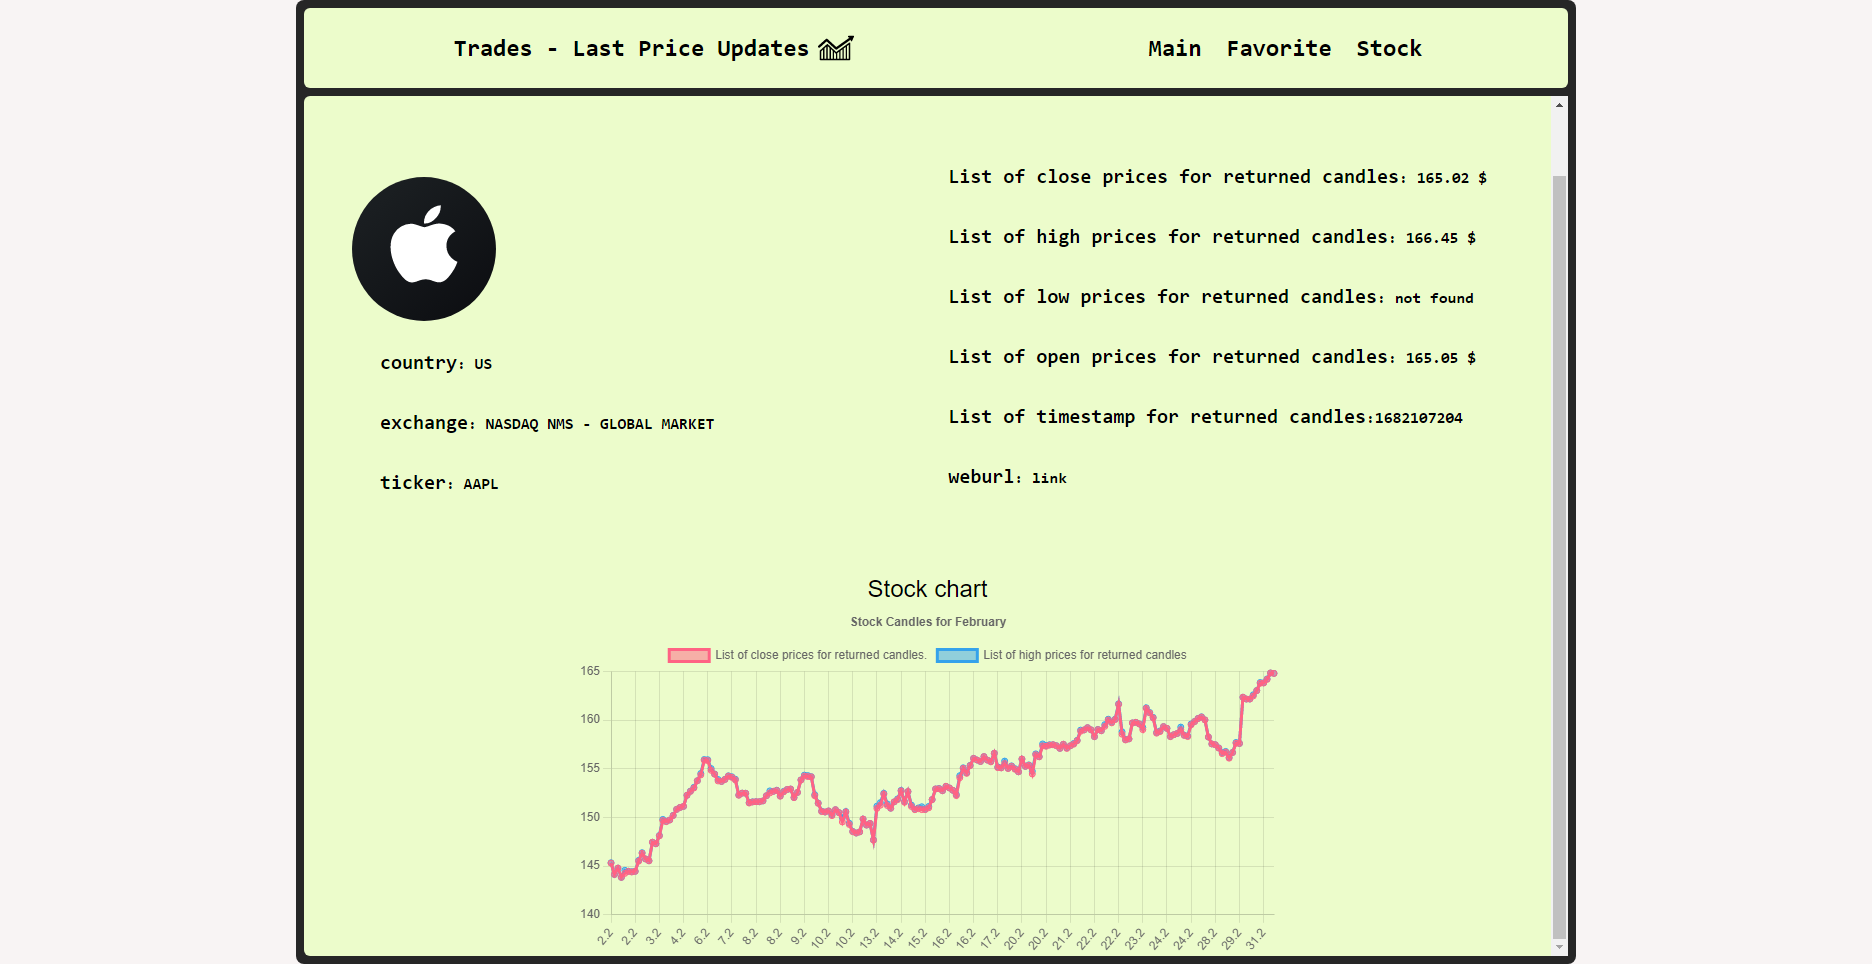 Trades - Last Price Updates
Main Favorite Stock
country: US
exchange: NASDAQ NMS - GLOBAL MARKET
ticker: AAPL
List of close prices for returned candles: 165.02 $
List of high prices for returned candles: 166.45 $
List of low prices for returned candles: not found
List of open prices for returned candles: 165.05 $
List of timestamp for returned candles:1682107204
weburl: link
Stock chart
Stock Candles for February
List of close prices for returned candles. List of high prices for returned candles
165
160
155
150
145
140
2.2 2.2 3.2 4.2 6.2 7.2 8.2 8.2 9.2 10.2 10.2 13.2 14.2 15.2 16.2 16.2 17.2 20.2 20.2 21.2 22.2 22.2 23.2 24.2 24.2 28.2 29.2 31.2